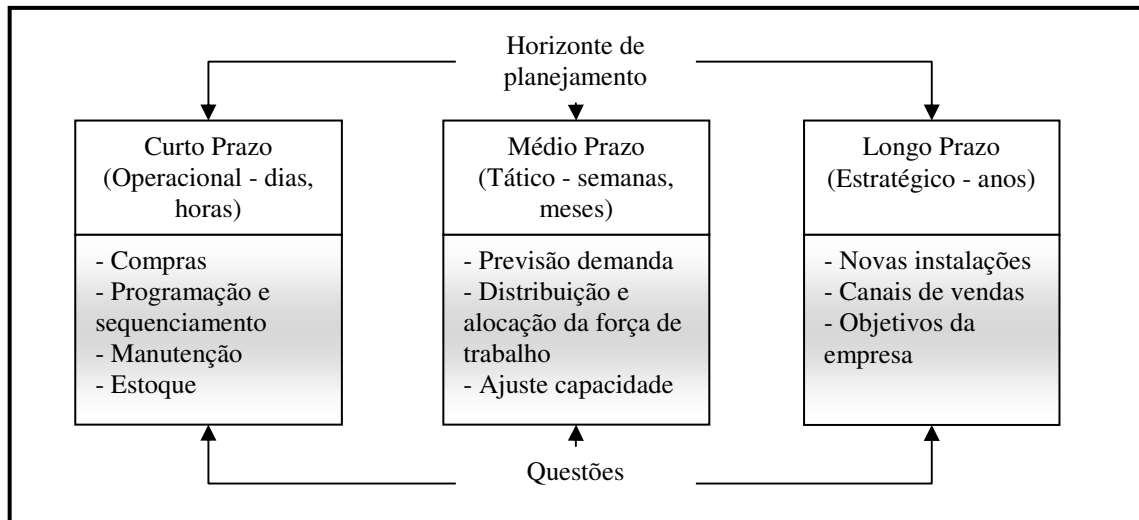 Horizonte de
planejamento
Curto Prazo
(Operacional - dias,
horas)
- Compras
- Programação e
sequenciamento
- Manutenção
- Estoque
Médio Prazo
(Tático - semanas,
meses)
- Previsão demanda
- Distribuição e
alocação da força de
trabalho
- Ajuste capacidade
Longo Prazo
(Estratégico - anos)
- Novas instalações
- Canais de vendas
- Objetivos da
empresa
Questões